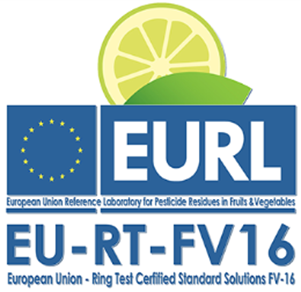 EURL
European Union Reference Laboratory for Pesticide Residues in Fruits &Vegetables
EU-RT-FV16
European Union - Ring Test Certified Standard Solutions FV-16